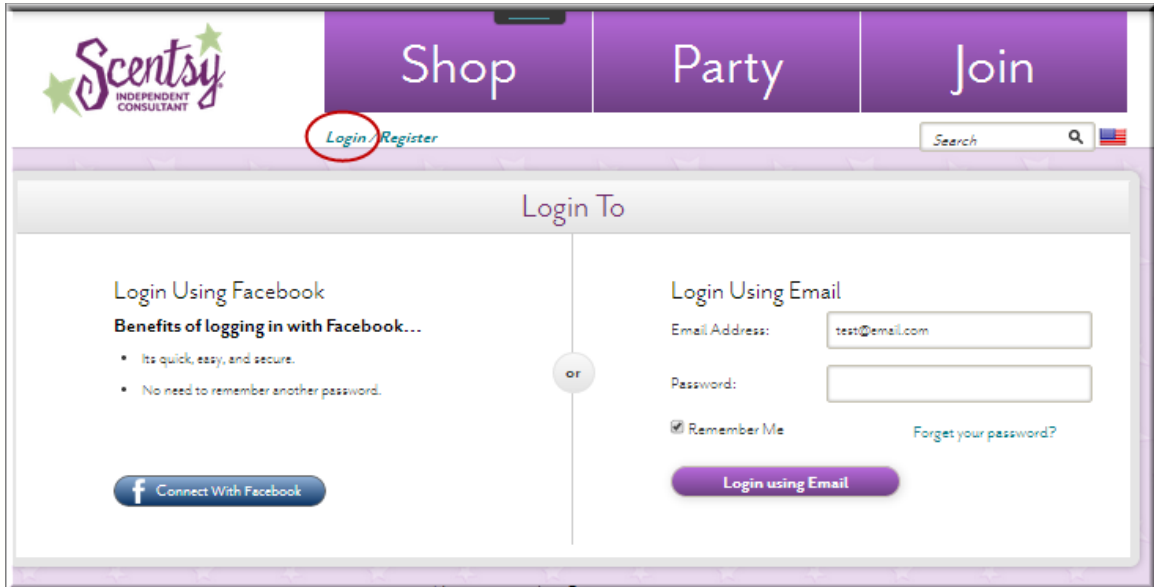 Scentsy
INDEPENDENT
CONSULTANT
Shop
Party
Join
Login / Register
Search
Login To
Login Using Facebook
Benefits of logging in with Facebook...
• Its quick, easy, and secure.
• No need to remember another password.
f Connect With Facebook
or
Login Using Email
Email Address: test@email.com
Password:
Remember Me
Forget your password?
Login using Email